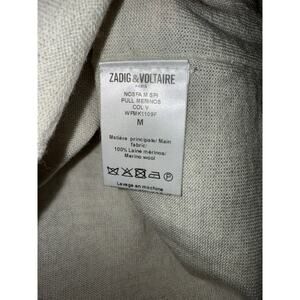 ZADIG & VOLTAIRE
PARIS
NOSFA M SPI
PULL MERINOS
COL V
WPMK1109F
M
Matière principale/ Main
fabric:
100% Laine mérinos/
Merino wool
Lavage en machine